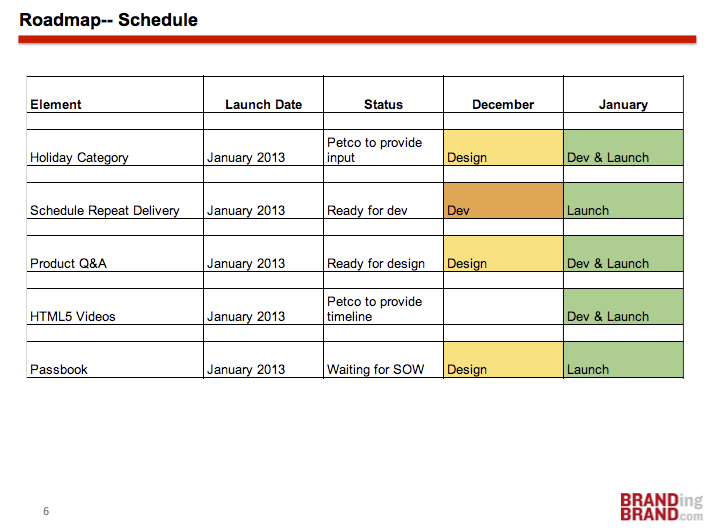 Roadmap-- Schedule
Element Launch Date Status December January
Holiday Category January 2013 Petco to provide input Design Dev & Launch
Schedule Repeat Delivery January 2013 Ready for dev Dev Launch
Product Q&A January 2013 Ready for design Design Dev & Launch
HTML5 Videos January 2013 Petco to provide timeline Dev & Launch
Passbook January 2013 Waiting for SOW Design Launch
6
BRANDing
BRAND.com